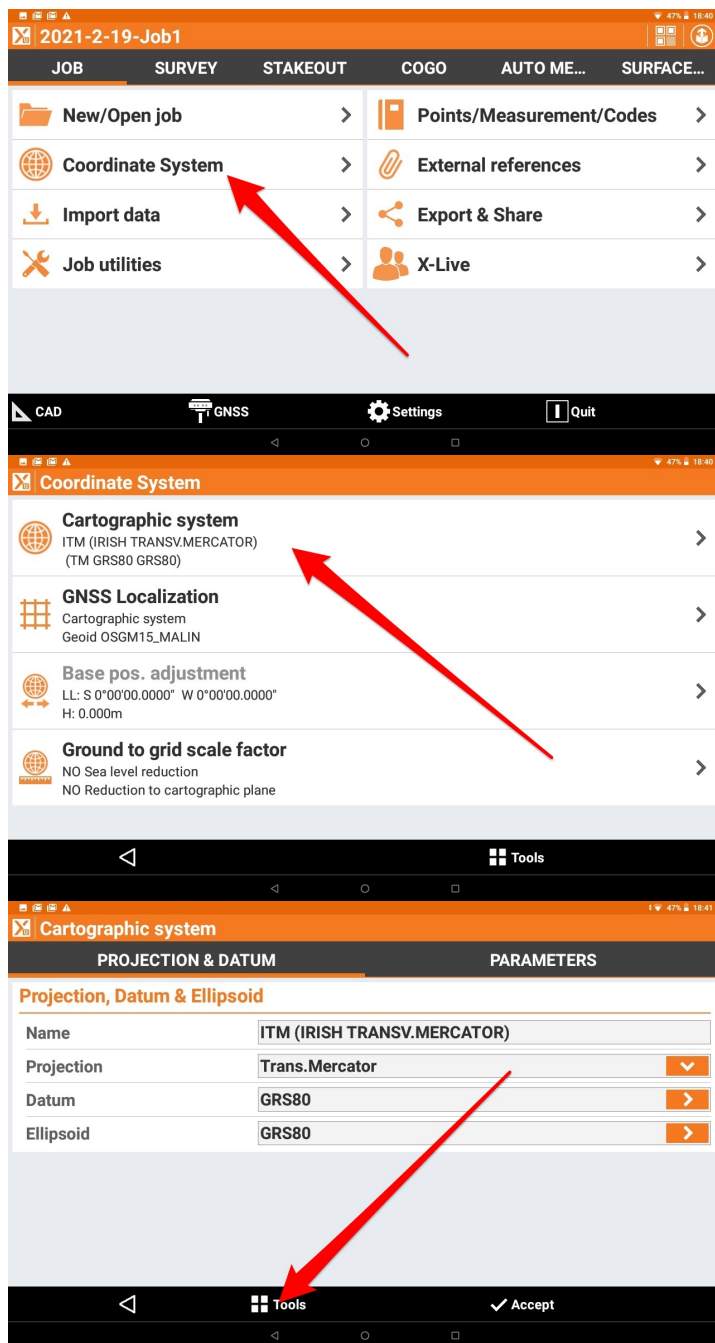 47% 18:40
2021-2-19-Job1
JOB SURVEY STAKEOUT COGO AUTO ME... SURFACE...
New/Open job
Points/Measurement/Codes
Coordinate System
External references
Import data
Export & Share
Job utilities
X-Live
CAD GNSS Settings Quit
47% 18:40
Coordinate System
Cartographic system
ITM (IRISH TRANSV.MERCATOR)
(TM GRS80 GRS80)
GNSS Localization
Cartographic system
Geoid OSGM15_MALIN
Base pos. adjustment
LL: S 0°00'00.0000" W 0°00'00.0000"
H: 0.000m
Ground to grid scale factor
NO Sea level reduction
NO Reduction to cartographic plane
Tools
47% 18:41
Cartographic system
PROJECTION & DATUM PARAMETERS
Projection, Datum & Ellipsoid
Name ITM (IRISH TRANSV.MERCATOR)
Projection Trans.Mercator
Datum GRS80
Ellipsoid GRS80
Tools Accept